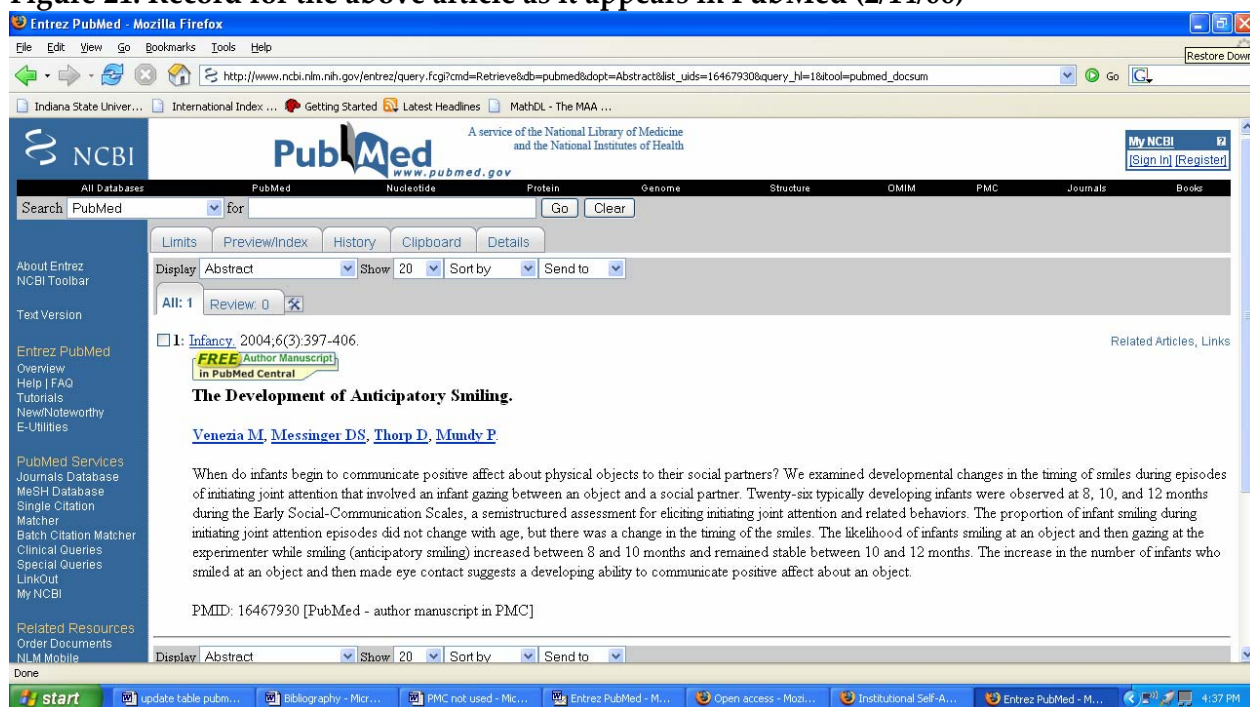 Figure 21. Record for the above article as it appears in PubMed (2/14/06)
Entrez PubMed - Mozilla Firefox
File Edit View Go Bookmarks Tools Help
Restore Down
http://www.ncbi.nlm.nih.gov/entrez/query.fcgi?cmd=Retrieve&db=pubmed&dopt=Abstract&list_uids=16467930&query_hl=1&itool=pubmed_docsum
Go
Indiana State Univer... International Index ... Getting Started Latest Headlines MathDL - The MAA ...
NCBI
PubMed
www.pubmed.gov
A service of the National Library of Medicine
and the National Institutes of Health
My NCBI
[Sign In] [Register]
All Databases PubMed Nucleotide Protein Genome Structure OMIM PMC Journals Books
Search PubMed for Go Clear
Limits Preview/Index History Clipboard Details
About Entrez
NCBI Toolbar
Text Version
Entrez PubMed
Overview
Help | FAQ
Tutorials
New/Noteworthy
E-Utilities
PubMed Services
Journals Database
MeSH Database
Single Citation
Matcher
Batch Citation Matcher
Clinical Queries
Special Queries
LinkOut
My NCBI
Related Resources
Order Documents
NLM Mobile
Display Abstract Show 20 Sort by Send to
All: 1 Review: 0
1: Infancy. 2004;6(3):397-406.
Related Articles, Links
FREE Author Manuscript
in PubMed Central
The Development of Anticipatory Smiling.
Venezia M, Messinger DS, Thorp D, Mundy P.
When do infants begin to communicate positive affect about physical objects to their social partners? We examined developmental changes in the timing of smiles during episodes
of initiating joint attention that involved an infant gazing between an object and a social partner. Twenty-six typically developing infants were observed at 8, 10, and 12 months
during the Early Social-Communication Scales, a semistructured assessment for eliciting initiating joint attention and related behaviors. The proportion of infant smiling during
initiating joint attention episodes did not change with age, but there was a change in the timing of the smiles. The likelihood of infants smiling at an object and then gazing at the
experimenter while smiling (anticipatory smiling) increased between 8 and 10 months and remained stable between 10 and 12 months. The increase in the number of infants who
smiled at an object and then made eye contact suggests a developing ability to communicate positive affect about an object.
PMID: 16467930 [PubMed - author manuscript in PMC]
Display Abstract Show 20 Sort by Send to
Done
start update table pubm... Bibliography - Micr... PMC not used - Mic... Entrez PubMed - M... Open access - Mozi... Institutional Self-A... Entrez PubMed - M... 4:37 PM